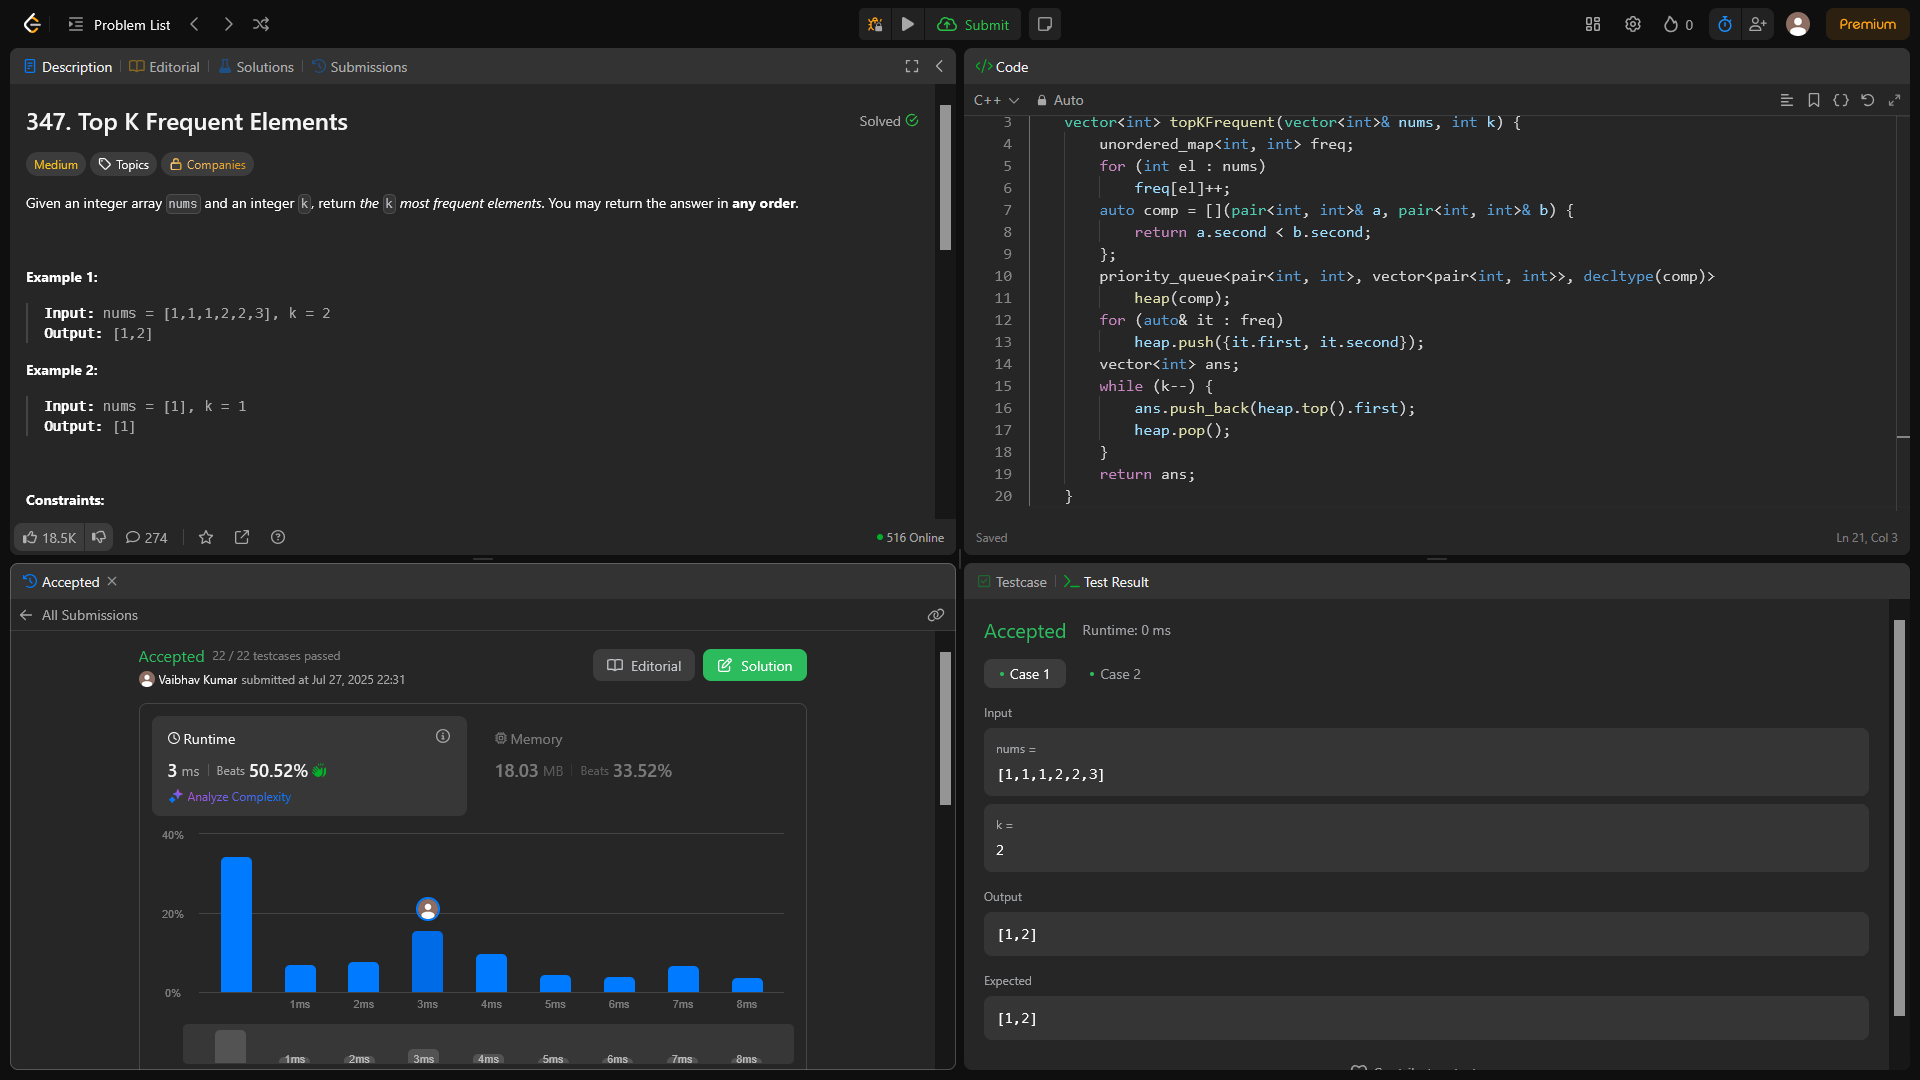 Problem List
Submit
0
Premium
Description
Editorial
Solutions
Submissions
347. Top K Frequent Elements
Solved
Medium
Topics
Companies
Given an integer array nums and an integer k, return the k most frequent elements. You may return the answer in any order.
Example 1:
Input: nums = [1,1,1,2,2,3], k = 2
Output: [1,2]
Example 2:
Input: nums = [1], k = 1
Output: [1]
Constraints:
18.5K
274
516 Online
Code
C++
Auto
3 vector<int> topKFrequent(vector<int>& nums, int k) {
4 unordered_map<int, int> freq;
5 for (int el : nums)
6 freq[el]++;
7 auto comp = [](pair<int, int>& a, pair<int, int>& b) {
8 return a.second < b.second;
9 };
10 priority_queue<pair<int, int>, vector<pair<int, int>>, decltype(comp)>
11 heap(comp);
12 for (auto& it : freq)
13 heap.push({it.first, it.second});
14 vector<int> ans;
15 while (k--) {
16 ans.push_back(heap.top().first);
17 heap.pop();
18 }
19 return ans;
20 }
Saved
Ln 21, Col 3
Accepted
All Submissions
Accepted 22 / 22 testcases passed
Vaibhav Kumar submitted at Jul 27, 2025 22:31
Editorial
Solution
Runtime
3 ms
Beats 50.52%
Analyze Complexity
Memory
18.03 MB
Beats 33.52%
40%
20%
0%
1ms 2ms 3ms 4ms 5ms 6ms 7ms 8ms
1ms 2ms 3ms 4ms 5ms 6ms 7ms 8ms
Testcase
Test Result
Accepted
Runtime: 0 ms
Case 1
Case 2
Input
nums =
[1,1,1,2,2,3]
k =
2
Output
[1,2]
Expected
[1,2]